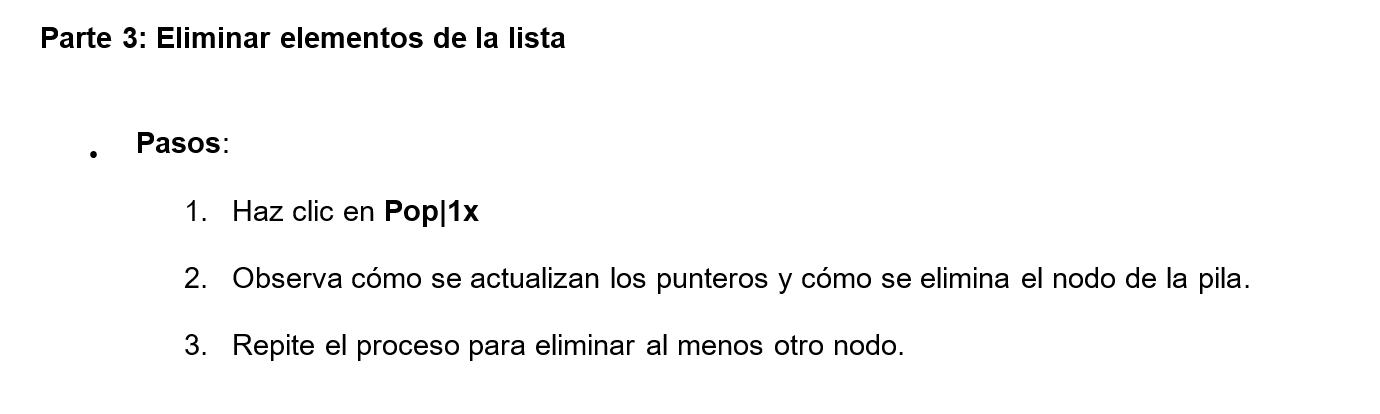 Parte 3: Eliminar elementos de la lista
• Pasos:
1. Haz clic en Pop|1x
2. Observa cómo se actualizan los punteros y cómo se elimina el nodo de la pila.
3. Repite el proceso para eliminar al menos otro nodo.